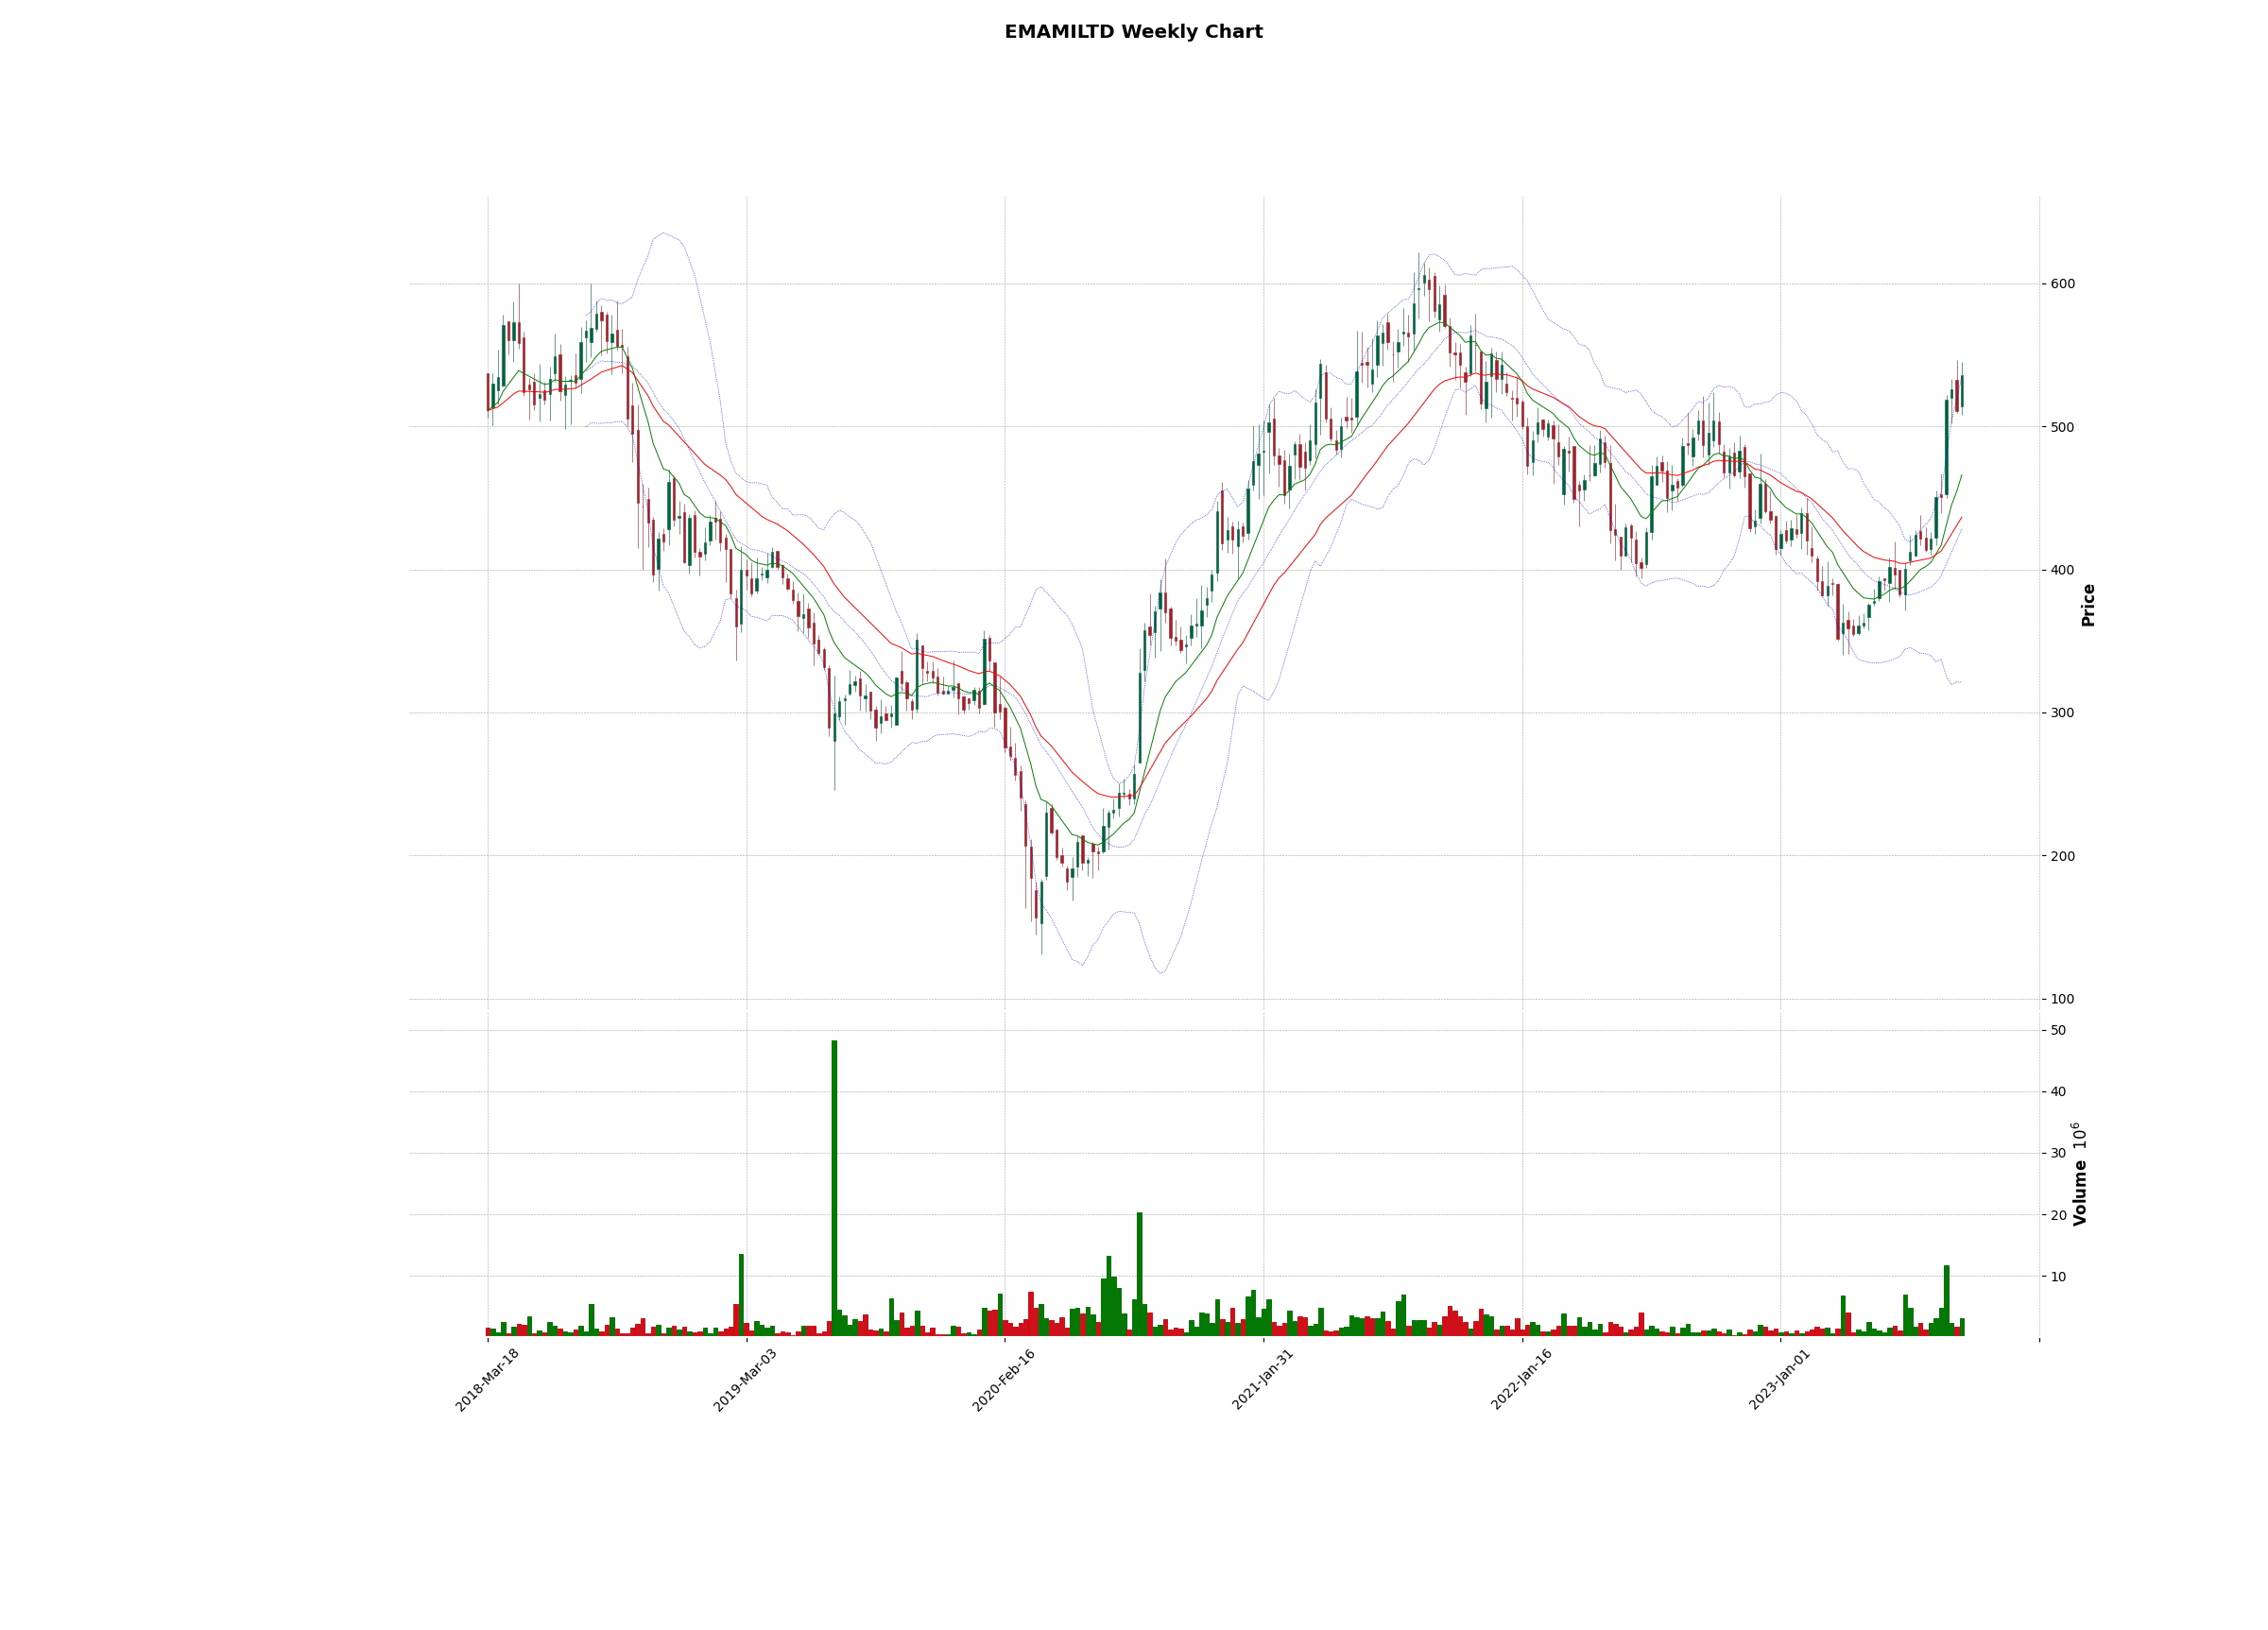 EMAMILTD Weekly Chart
600
500
400
300
200
100
Price
50
40
30
20
10
Volume 10^6
2018-Mar-18
2019-Mar-03
2020-Feb-16
2021-Jan-31
2022-Jan-16
2023-Jan-01